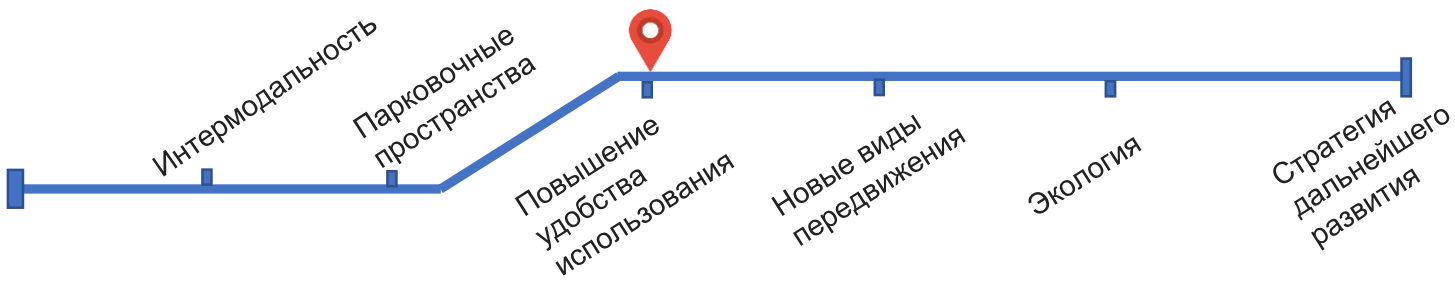 Интермодальность
Парковочные
пространства
Повышение
удобства
использования
Новые виды
передвижения
Экология
Стратегия
дальнейшего
развития